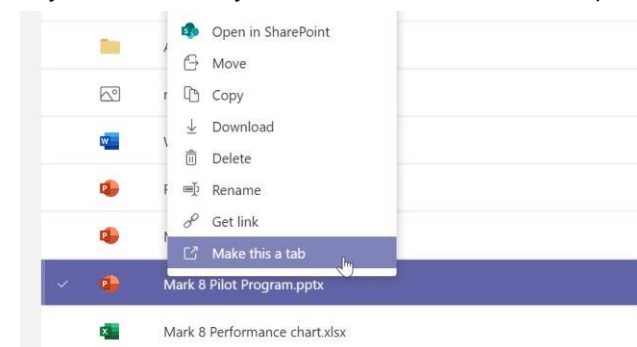 Open in SharePoint
Move
Copy
Download
Delete
Rename
Get link
Make this a tab
Mark 8 Pilot Program.pptx
Mark 8 Performance chart.xlsx